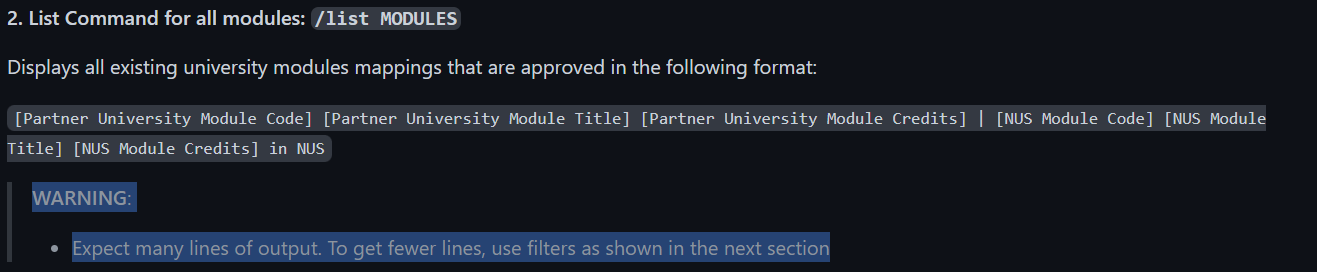 2. List Command for all modules: /list MODULES
Displays all existing university modules mappings that are approved in the following format:
[Partner University Module Code] [Partner University Module Title] [Partner University Module Credits] | [NUS Module Code] [NUS Module
Title] [NUS Module Credits] in NUS
WARNING:
• Expect many lines of output. To get fewer lines, use filters as shown in the next section